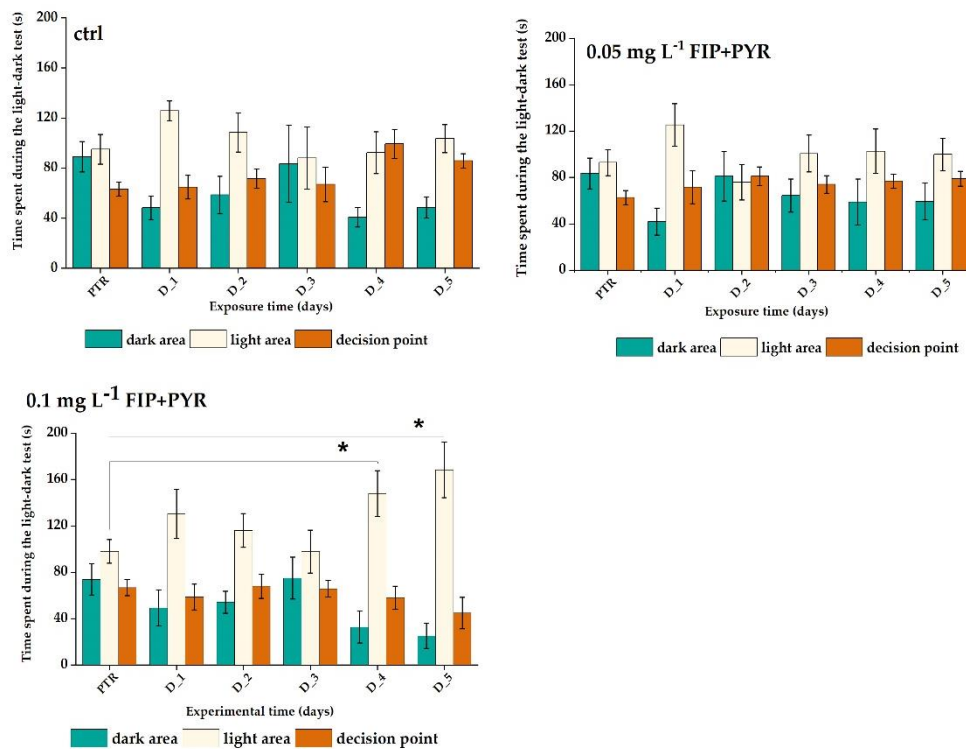 ctrl
Time spent during the light-dark test (s)
200
160
120
80
40
0
PTR
D_1
D_2
D_3
D_4
D_5
Exposure time (days)
dark area light area decision point
0.05 mg L⁻¹ FIP+PYR
Time spent during the light-dark test (s)
200
160
120
80
40
0
PTR
D_1
D_2
D_3
D_4
D_5
Exposure time (days)
dark area light area decision point
0.1 mg L⁻¹ FIP+PYR
Time spent during the light-dark test (s)
200
160
120
80
40
0
*
*
PTR
D_1
D_2
D_3
D_4
D_5
Experimental time (days)
dark area light area decision point